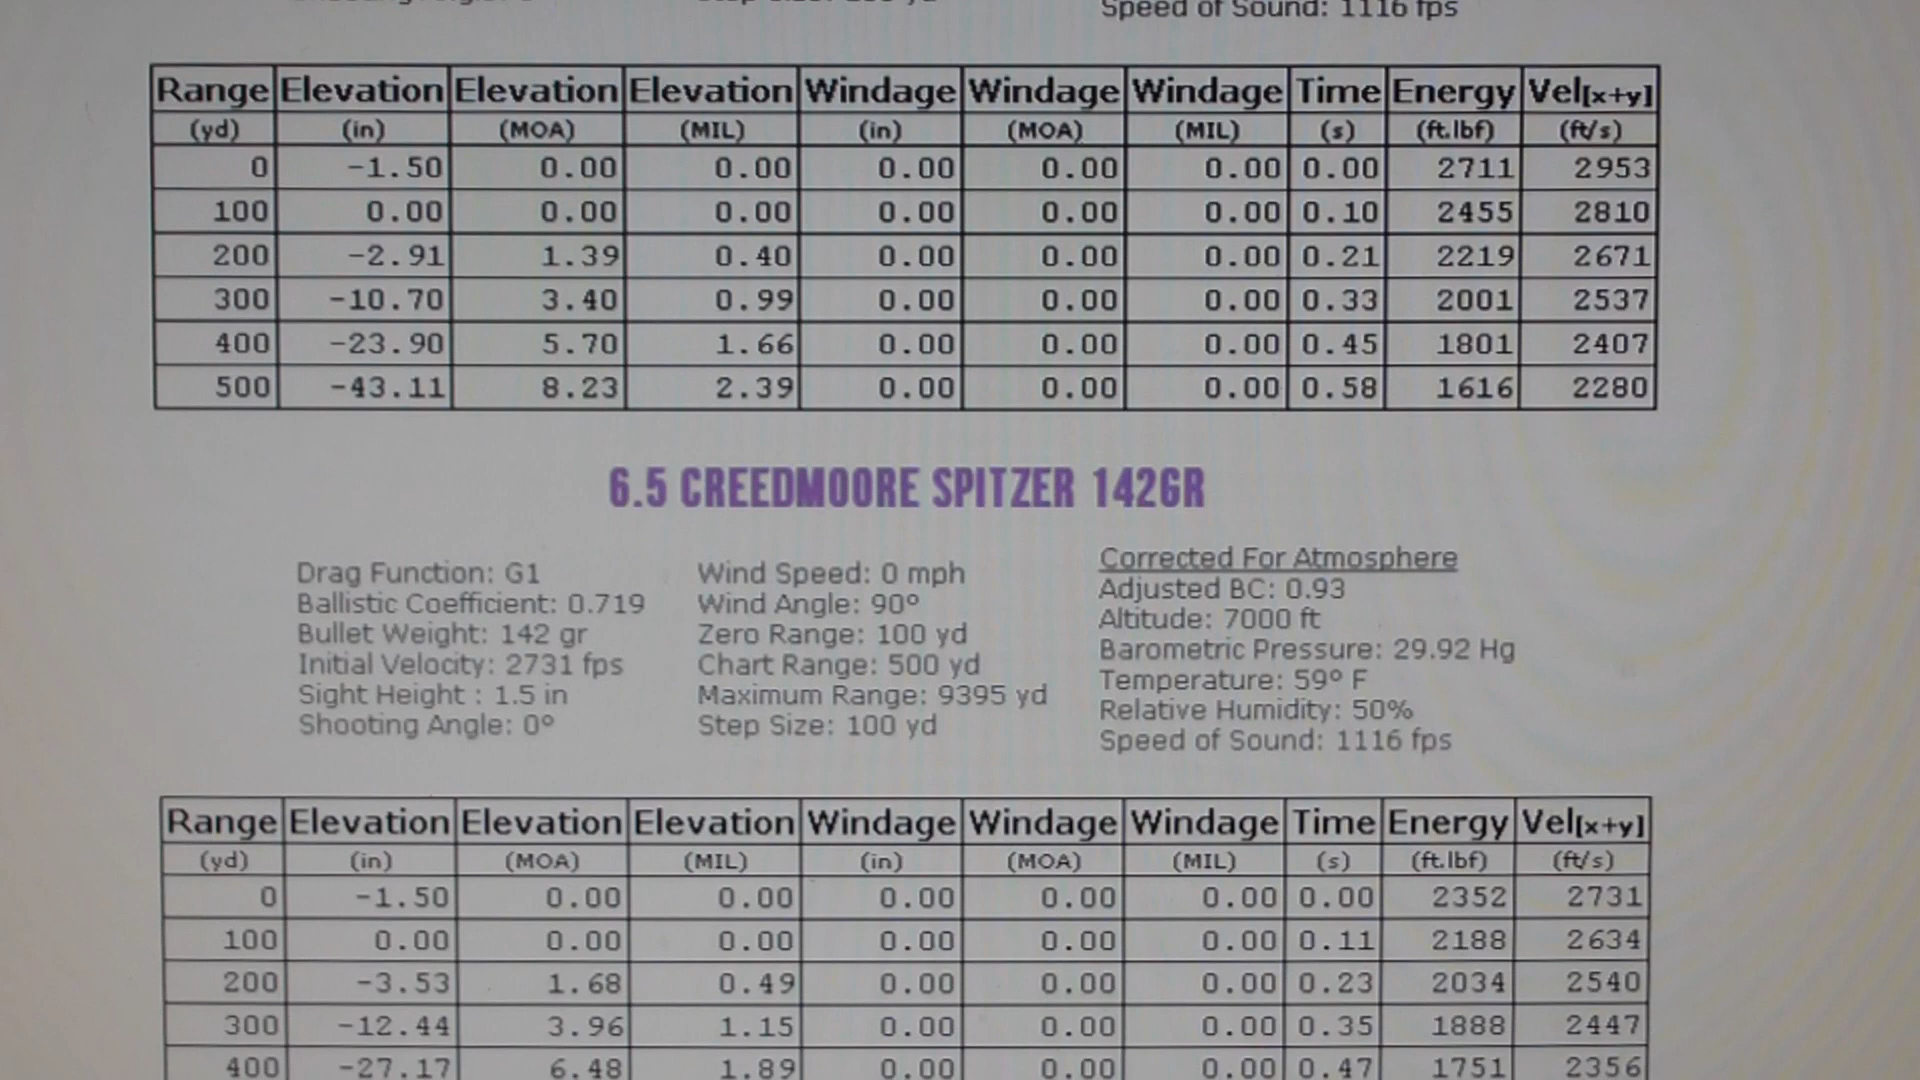 Speed of Sound: 1116 fps
Range Elevation Elevation Elevation Windage Windage Windage Time Energy Vel[x+y]
(yd) (in) (MOA) (MIL) (in) (MOA) (MIL) (s) (ft.lbf) (ft/s)
0 -1.50 0.00 0.00 0.00 0.00 0.00 0.00 2711 2953
100 0.00 0.00 0.00 0.00 0.00 0.00 0.10 2455 2810
200 -2.91 1.39 0.40 0.00 0.00 0.00 0.21 2219 2671
300 -10.70 3.40 0.99 0.00 0.00 0.00 0.33 2001 2537
400 -23.90 5.70 1.66 0.00 0.00 0.00 0.45 1801 2407
500 -43.11 8.23 2.39 0.00 0.00 0.00 0.58 1616 2280
6.5 CREEDMOORE SPITZER 142GR
Drag Function: G1
Ballistic Coefficient: 0.719
Bullet Weight: 142 gr
Initial Velocity: 2731 fps
Sight Height : 1.5 in
Shooting Angle: 0°
Wind Speed: 0 mph
Wind Angle: 90°
Zero Range: 100 yd
Chart Range: 500 yd
Maximum Range: 9395 yd
Step Size: 100 yd
Corrected For Atmosphere
Adjusted BC: 0.93
Altitude: 7000 ft
Barometric Pressure: 29.92 Hg
Temperature: 59° F
Relative Humidity: 50%
Speed of Sound: 1116 fps
Range Elevation Elevation Elevation Windage Windage Windage Time Energy Vel[x+y]
(yd) (in) (MOA) (MIL) (in) (MOA) (MIL) (s) (ft.lbf) (ft/s)
0 -1.50 0.00 0.00 0.00 0.00 0.00 0.00 2352 2731
100 0.00 0.00 0.00 0.00 0.00 0.00 0.11 2188 2634
200 -3.53 1.68 0.49 0.00 0.00 0.00 0.23 2034 2540
300 -12.44 3.96 1.15 0.00 0.00 0.00 0.35 1888 2447
400 -27.17 6.48 1.89 0.00 0.00 0.00 0.47 1751 2356